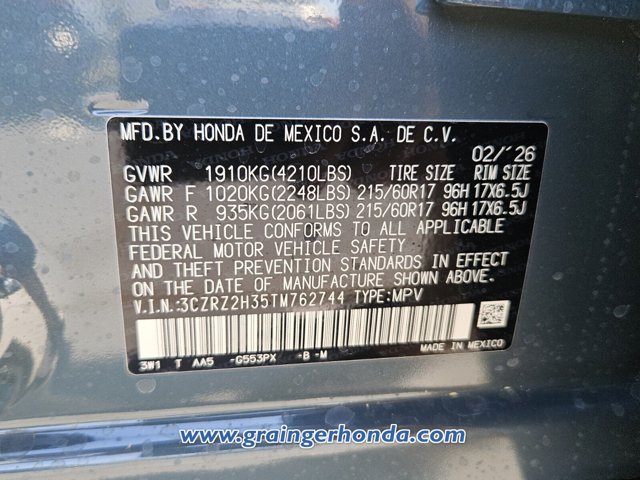 MFD.BY HONDA DE MEXICO S.A. DE C.V.
02/´26
GVWR 1910KG(4210LBS) TIRE SIZE RIM SIZE
GAWR F 1020KG(2248LBS) 215/60R17 96H 17X6.5J
GAWR R 935KG(2061LBS) 215/60R17 96H 17X6.5J
THIS VEHICLE CONFORMS TO ALL APPLICABLE
FEDERAL MOTOR VEHICLE SAFETY
AND THEFT PREVENTION STANDARDS IN EFFECT
ON THE DATE OF MANUFACTURE SHOWN ABOVE.
V.I.N.:3CZRZ2H35TM762744 TYPE:MPV
3W1 T AA5 -G553PX -B -M
MADE IN MEXICO
www.graingerhonda.com